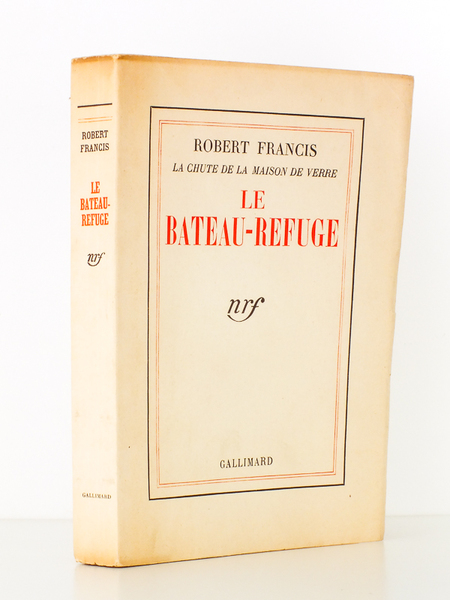 ROBERT
FRANCIS
LE
BATEAU-
REFUGE
nrf
GALLIMARD
ROBERT FRANCIS
LA CHUTE DE LA MAISON DE VERRE
LE
BATEAU-REFUGE
nrf
GALLIMARD